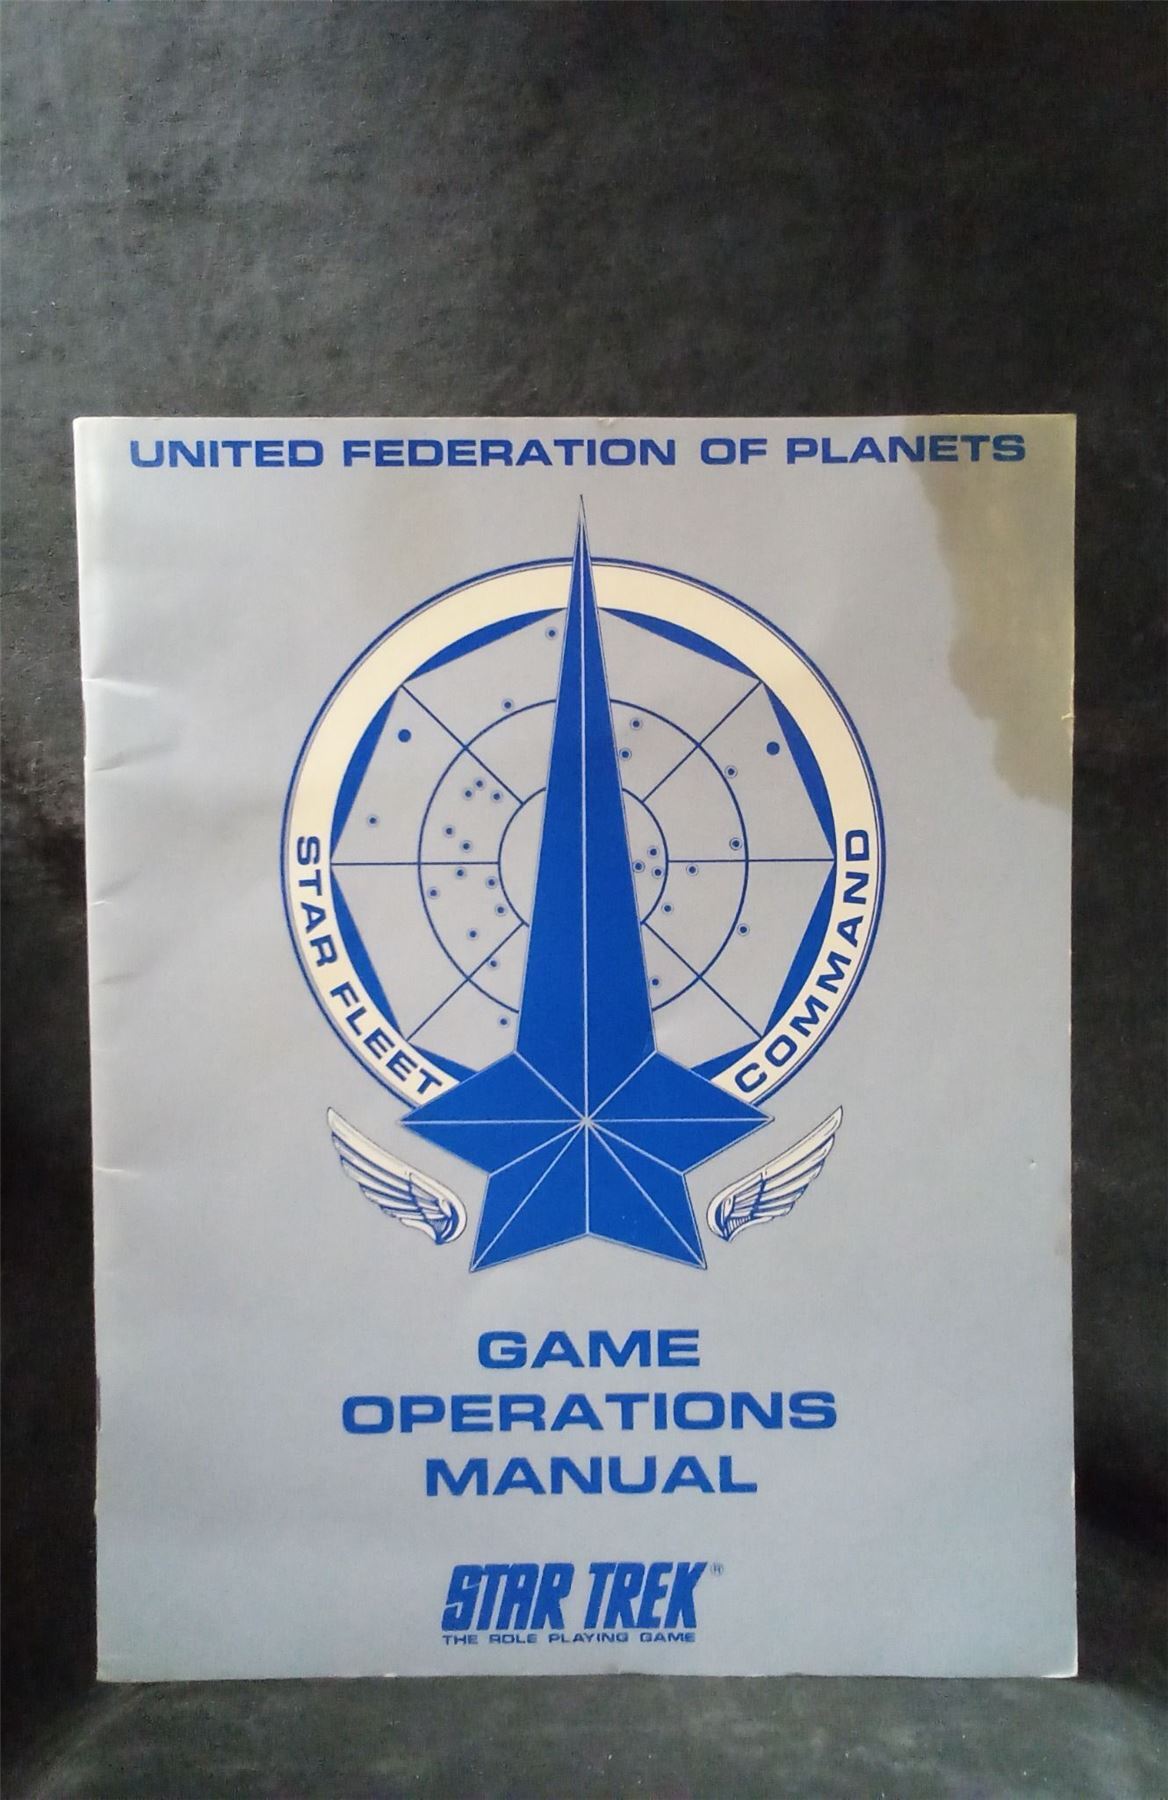 UNITED FEDERATION OF PLANETS
STAR FLEET COMMAND
GAME
OPERATIONS
MANUAL
STAR TREK®
THE ROLE PLAYING GAME